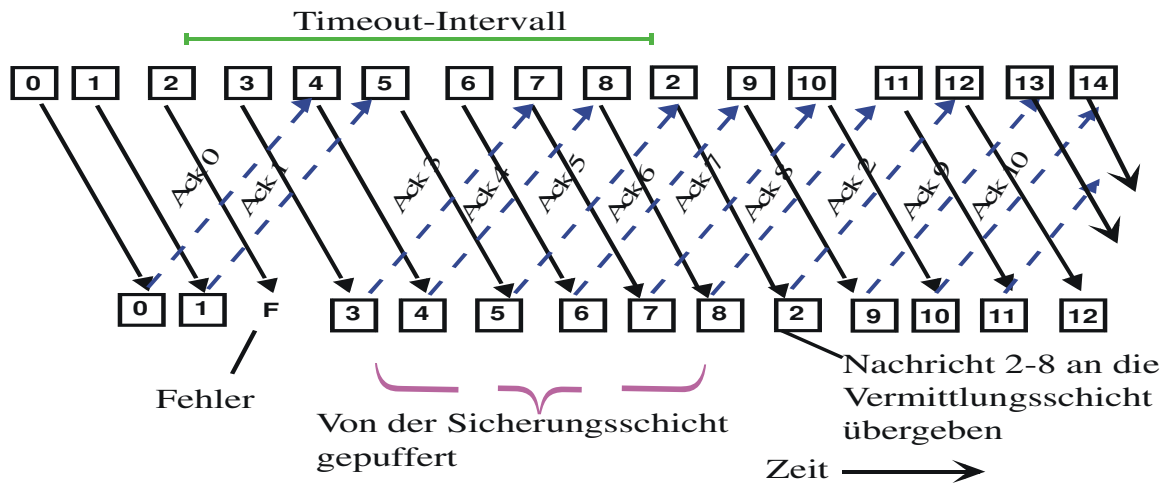 Timeout-Intervall
0 1 2 3 4 5 6 7 8 2 9 10 11 12 13 14
Ack 0 Ack 1 Ack 3 Ack 4 Ack 5 Ack 6 Ack 7 Ack 8 Ack 2 Ack 9 Ack 10
0 1 F 3 4 5 6 7 8 2 9 10 11 12
Fehler
Von der Sicherungsschicht
gepuffert
Nachricht 2-8 an die
Vermittlungsschicht
übergeben
Zeit